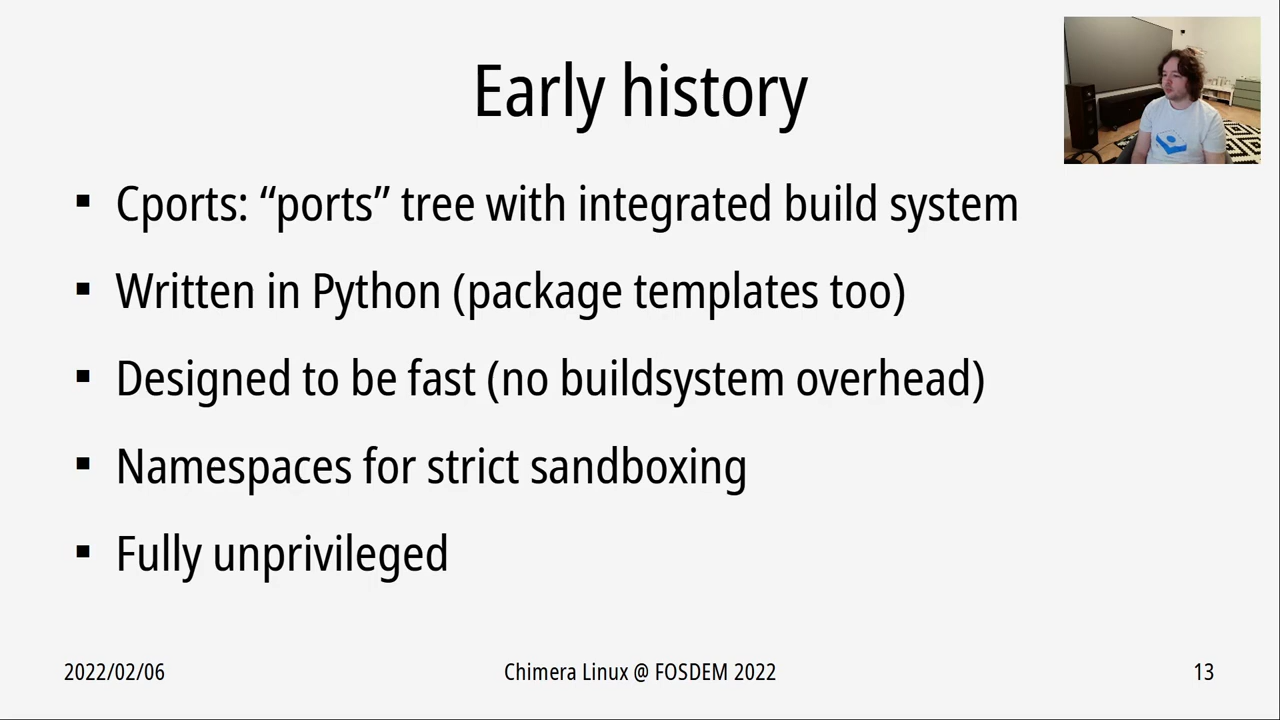 Early history
▪ Cports: “ports” tree with integrated build system
▪ Written in Python (package templates too)
▪ Designed to be fast (no buildsystem overhead)
▪ Namespaces for strict sandboxing
▪ Fully unprivileged
2022/02/06 Chimera Linux @ FOSDEM 2022 13